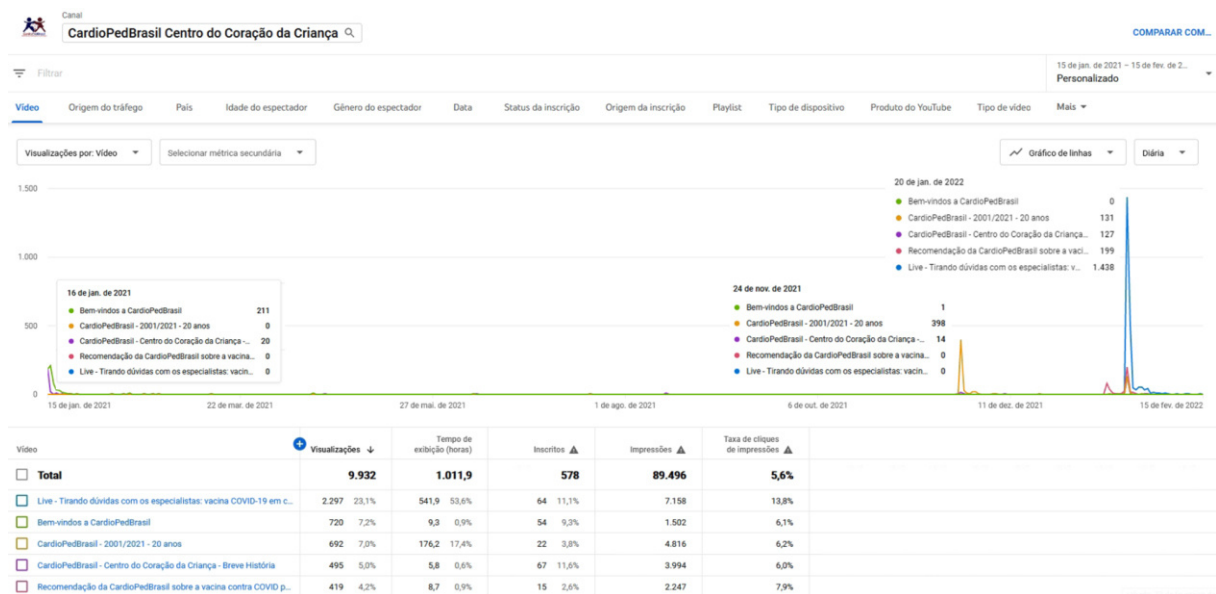 Canal
CardioPedBrasil Centro do Coração da Criança
COMPARAR COM...
Filtrar
15 de jan. de 2021 – 15 de fev. de 2...
Personalizado
Vídeo Origem do tráfego País Idade do espectador Gênero do espectador Data Status da inscrição Origem da inscrição Playlist Tipo de dispositivo Produto do YouTube Tipo de vídeo Mais
Visualizações por: Vídeo Selecionar métrica secundária Gráfico de linhas Diária
1.500
1.000
500
0
20 de jan. de 2022
Bem-vindos a CardioPedBrasil 0
CardioPedBrasil - 2001/2021 - 20 anos 131
CardioPedBrasil - Centro do Coração da Criança... 127
Recomendação da CardioPedBrasil sobre a vaci... 199
Live - Tirando dúvidas com os especialistas: v... 1.438
16 de jan. de 2021
Bem-vindos a CardioPedBrasil 211
CardioPedBrasil - 2001/2021 - 20 anos 0
CardioPedBrasil - Centro do Coração da Criança -... 20
Recomendação da CardioPedBrasil sobre a vacina... 0
Live - Tirando dúvidas com os especialistas: vacin... 0
24 de nov. de 2021
Bem-vindos a CardioPedBrasil 1
CardioPedBrasil - 2001/2021 - 20 anos 398
CardioPedBrasil - Centro do Coração da Criança -... 14
Recomendação da CardioPedBrasil sobre a vacina... 0
Live - Tirando dúvidas com os especialistas: vacin... 0
15 de jan. de 2021 22 de mar. de 2021 27 de mai. de 2021 1 de ago. de 2021 6 de out. de 2021 11 de dez. de 2021 15 de fev. de 2022
Vídeo Visualizações Tempo de exibição (horas) Inscritos Impressões Taxa de cliques de impressões
Total 9.932 1.011,9 578 89.496 5,6%
Live - Tirando dúvidas com os especialistas: vacina COVID-19 em c... 2.297 23,1% 541,9 53,6% 64 11,1% 7.158 13,8%
Bem-vindos a CardioPedBrasil 720 7,2% 9,3 0,9% 54 9,3% 1.502 6,1%
CardioPedBrasil - 2001/2021 - 20 anos 692 7,0% 176,2 17,4% 22 3,8% 4.816 6,2%
CardioPedBrasil - Centro do Coração da Criança - Breve História 495 5,0% 5,8 0,6% 67 11,6% 3.994 6,0%
Recomendação da CardioPedBrasil sobre a vacina contra COVID p... 419 4,2% 8,7 0,9% 15 2,6% 2.247 7,9%